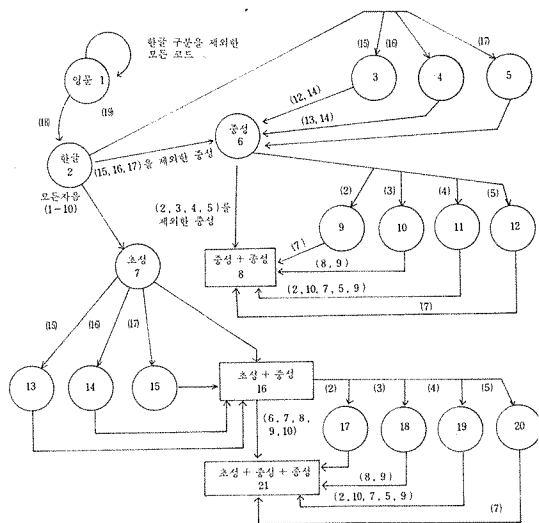 한글 구문을 제외한
모든 코드
영문 1
(18)
(19)
(15)
(16)
(17)
3
4
5
(12, 14)
(13, 14)
중성
6
한글
2
(15, 16, 17)을 제외한 중성
모든자음
(1-10)
(2, 3, 4, 5)를
제외한 중성
(2)
(3)
(4)
(5)
9
10
11
12
(7)
(8, 9)
(2, 10, 7, 5, 9)
(7)
중성 + 중성
8
초성
7
(15)
(16)
(17)
13
14
15
초성 + 중성
16
(2)
(3)
(4)
(5)
(6, 7, 8,
9, 10)
17
18
19
20
초성 + 중성 + 중성
21
(8, 9)
(2, 10, 7, 5, 9)
(7)